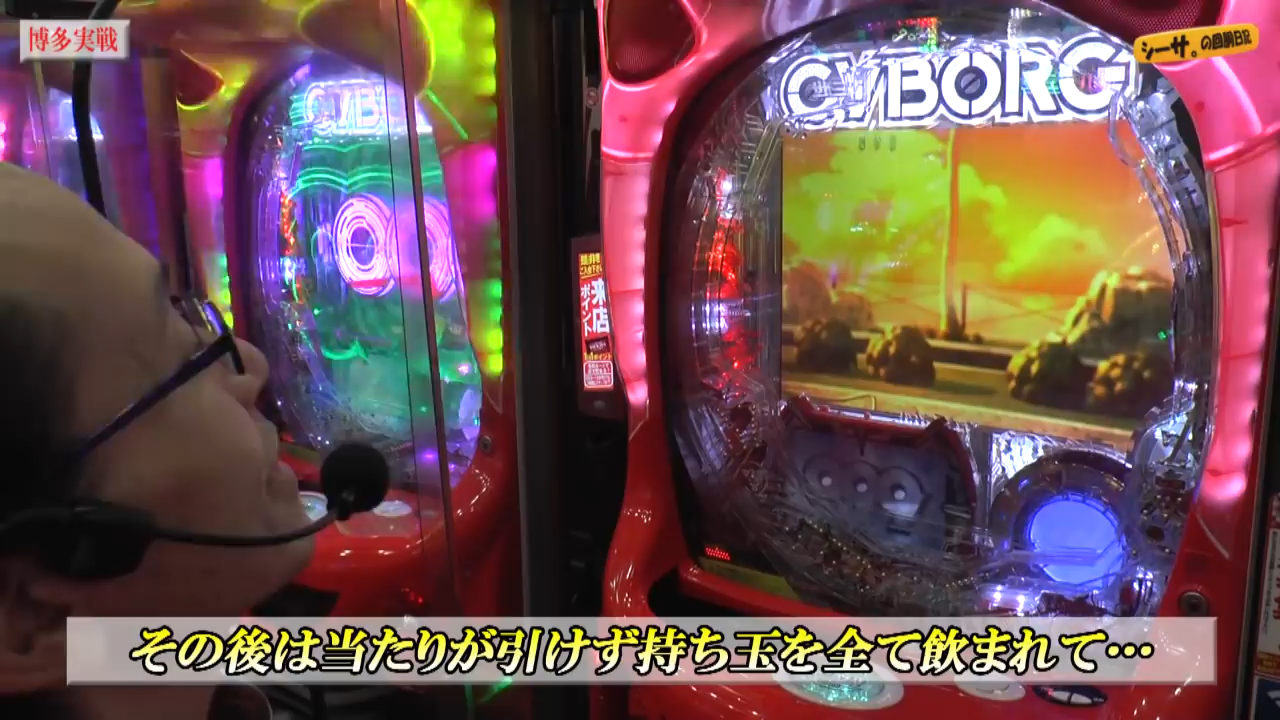 博多実戦
シーサ。の回胴日記
CYBORG
CYB
来店
ポイント
その後は当たりが引けず持ち玉を全て飲まれて…